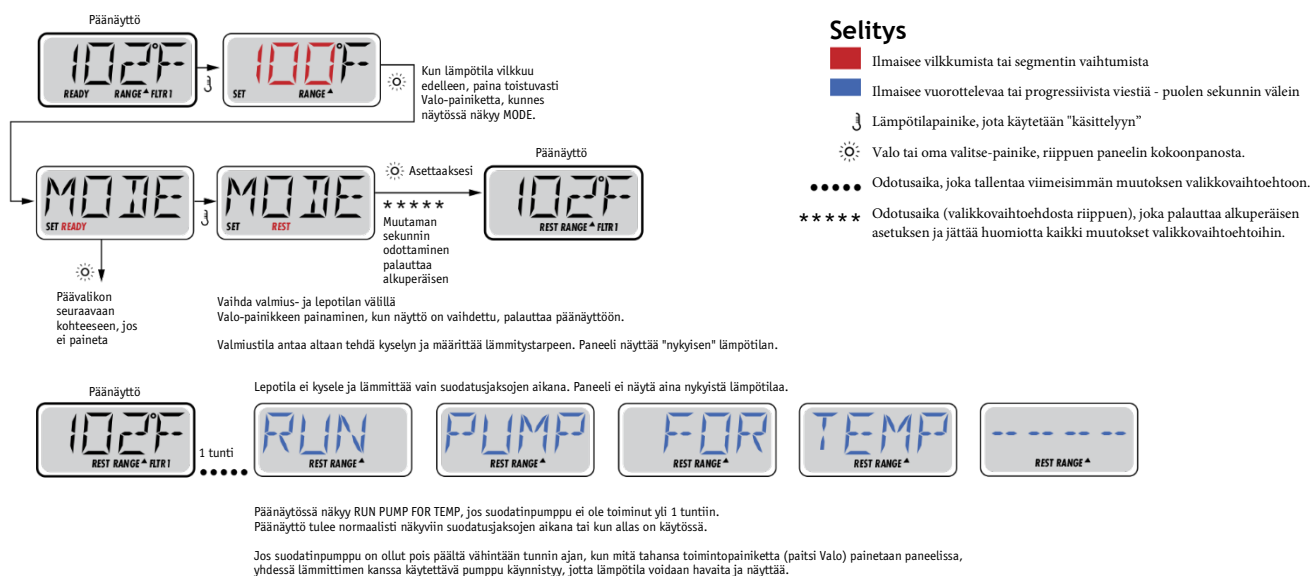 Päänäyttö
102°F
READY RANGE FLTR1
100°F
SET RANGE
Kun lämpötila vilkkuu
edelleen, paina toistuvasti
Valo-painiketta, kunnes
näytössä näkyy MODE.
Selitys
Ilmaisee vilkkumista tai segmentin vaihtumista
Ilmaisee vuorottelevaa tai progressiivista viestiä - puolen sekunnin välein
Lämpötilapainike, jota käytetään "käsittelyyn”
Valo tai oma valitse-painike, riippuen paneelin kokoonpanosta.
••••• Odotusaika, joka tallentaa viimeisimmän muutoksen valikkovaihtoehtoon.
***** Odotusaika (valikkovaihtoehdosta riippuen), joka palauttaa alkuperäisen
asetuksen ja jättää huomiotta kaikki muutokset valikkovaihtoehtoihin.
MODE
SET READY
MODE
SET REST
Asettaaksesi
*****
Muutaman
sekunnin
odottaminen
palauttaa
alkuperäisen
Päänäyttö
102°F
REST RANGE FLTR1
Päävalikon
seuraavaan
kohteeseen, jos
ei paineta
Vaihda valmius- ja lepotilan välillä
Valo-painikkeen painaminen, kun näyttö on vaihdettu, palauttaa päänäyttöön.
Valmiustila antaa altaan tehdä kyselyn ja määrittää lämmitystarpeen. Paneeli näyttää "nykyisen" lämpötilan.
Päänäyttö
Lepotila ei kysele ja lämmittää vain suodatusjaksojen aikana. Paneeli ei näytä aina nykyistä lämpötilaa.
102°F
REST RANGE FLTR1
1 tunti
•••••
RUN
REST RANGE
PUMP
REST RANGE
FOR
REST RANGE
TEMP
REST RANGE
-- -- -- --
REST RANGE
Päänäytössä näkyy RUN PUMP FOR TEMP, jos suodatinpumppu ei ole toiminut yli 1 tuntiin.
Päänäyttö tulee normaalisti näkyviin suodatusjaksojen aikana tai kun allas on käytössä.
Jos suodatinpumppu on ollut pois päältä vähintään tunnin ajan, kun mitä tahansa toimintopainiketta (paitsi Valo) painetaan paneelissa,
yhdessä lämmittimen kanssa käytettävä pumppu käynnistyy, jotta lämpötila voidaan havaita ja näyttää.